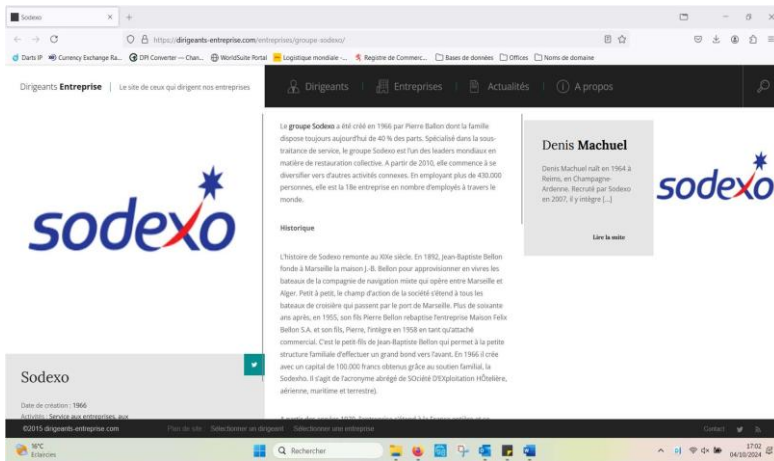 Sodexo
https://dirigeants-entreprise.com/entreprises/groupe-sodexo/
Darts IP
Currency Exchange Ra...
DPI Converter — Chan...
WorldSuite Portal
Logistique mondiale -...
Registre de Commerc...
Bases de données
Offices
Noms de domaine
Dirigeants Entreprise
Le site de ceux qui dirigent nos entreprises
Dirigeants
Entreprises
Actualités
A propos
sodexo
Sodexo
Date de création : 1966
Activités : Service aux entreprises, aux
Le groupe Sodexo a été créé en 1966 par Pierre Ballon dont la famille
dispose toujours aujourd'hui de 40 % des parts. Spécialisé dans la sous-
traitance de service, le groupe Sodexo est l'un des leaders mondiaux en
matière de restauration collective. A partir de 2010, elle commence à se
diversifier vers d'autres activités connexes. En employant plus de 430.000
personnes, elle est la 18e entreprise en nombre d'employés à travers le
monde.
Historique
L'histoire de Sodexo remonte au XIXe siècle. En 1892, Jean-Baptiste Bellon
fonde à Marseille la maison J.-B. Bellon pour approvisionner en vivres les
bateaux de la compagnie de navigation mixte qui opère entre Marseille et
Alger. Petit à petit, le champ d'action de la société s'étend à tous les
bateaux de croisière qui passent par le port de Marseille. Plus de soixante
ans après, en 1955, son fils Pierre Bellon rebaptise l'entreprise Maison Felix
Bellon S.A. et son fils, Pierre, l'intègre en 1958 en tant qu'attaché
commercial. C'est le petit-fils de Jean-Baptiste Bellon qui permet à la petite
structure familiale d'effectuer un grand bond vers l'avant. En 1966 il crée
avec un capital de 100.000 francs obtenus grâce au soutien familial, la
Sodexho. Il s'agit de l'acronyme abrégé de SOciété D'EXploitation HÔtelière,
aérienne, maritime et terrestre).
Denis Machuel
Denis Machuel naît en 1964 à
Reims, en Champagne-
Ardenne. Recruté par Sodexo
en 2007, il y intègre [...]
Lire la suite
sodexo
©2015 dirigeants-entreprise.com
Plan de site
Sélectionner un dirigeant
Sélectionner une entreprise
Contact
16°C
Eclaircies
Rechercher
17:02
04/10/2024